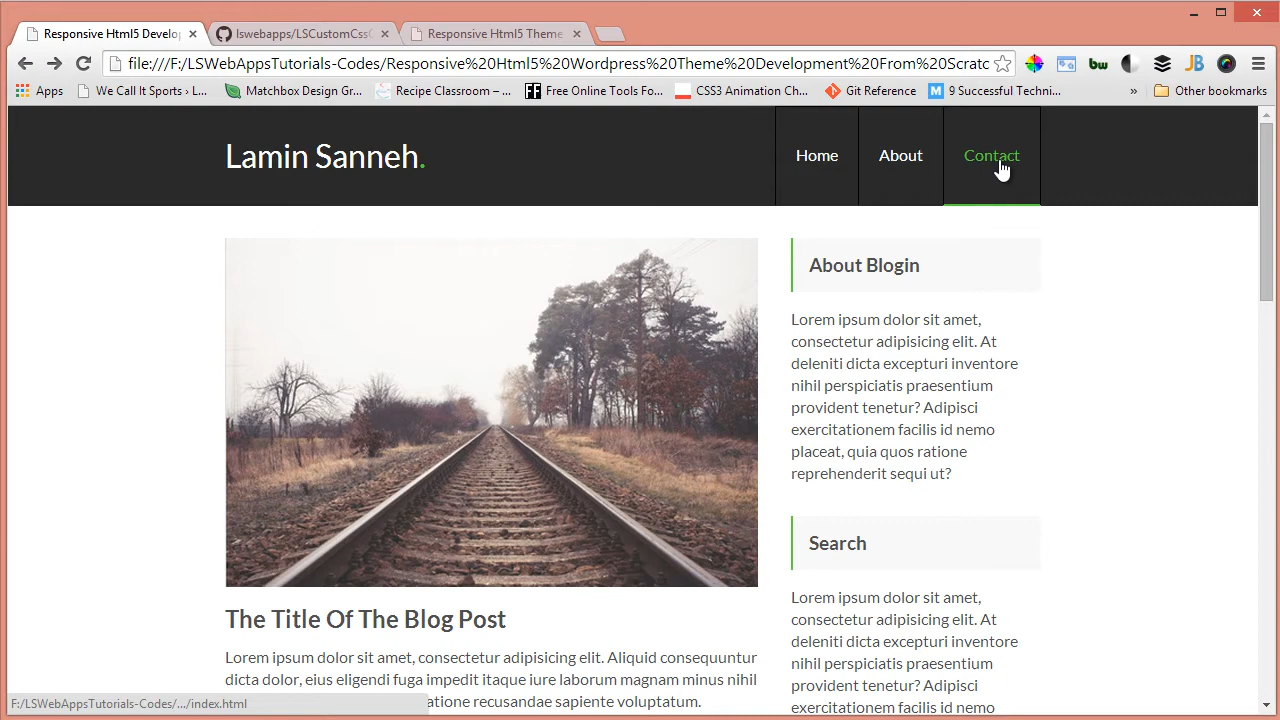 Responsive Html5 Develo
lswebapps/LSCustomCssG
Responsive Html5 Theme
file:///F:/LSWebAppsTutorials-Codes/Responsive%20Html5%20Wordpress%20Theme%20Development%20From%20Scratc
Apps We Call It Sports › L... Matchbox Design Gr... Recipe Classroom – ... Free Online Tools Fo... CSS3 Animation Ch... Git Reference 9 Successful Techni... » Other bookmarks
Lamin Sanneh.
Home About Contact
About Blogin
Lorem ipsum dolor sit amet,
consectetur adipisicing elit. At
deleniti dicta excepturi inventore
nihil perspiciatis praesentium
provident tenetur? Adipisci
exercitationem facilis id nemo
placeat, quia quos ratione
reprehenderit sequi ut?
Search
Lorem ipsum dolor sit amet,
consectetur adipisicing elit. At
deleniti dicta excepturi inventore
nihil perspiciatis praesentium
provident tenetur? Adipisci
exercitationem facilis id nemo
The Title Of The Blog Post
Lorem ipsum dolor sit amet, consectetur adipisicing elit. Aliquid consequuntur
dicta dolor, eius eligendi fuga impedit itaque iure laborum magnam minus nihil
ratione recusandae sapiente voluptatum.
F:/LSWebAppsTutorials-Codes/.../index.html